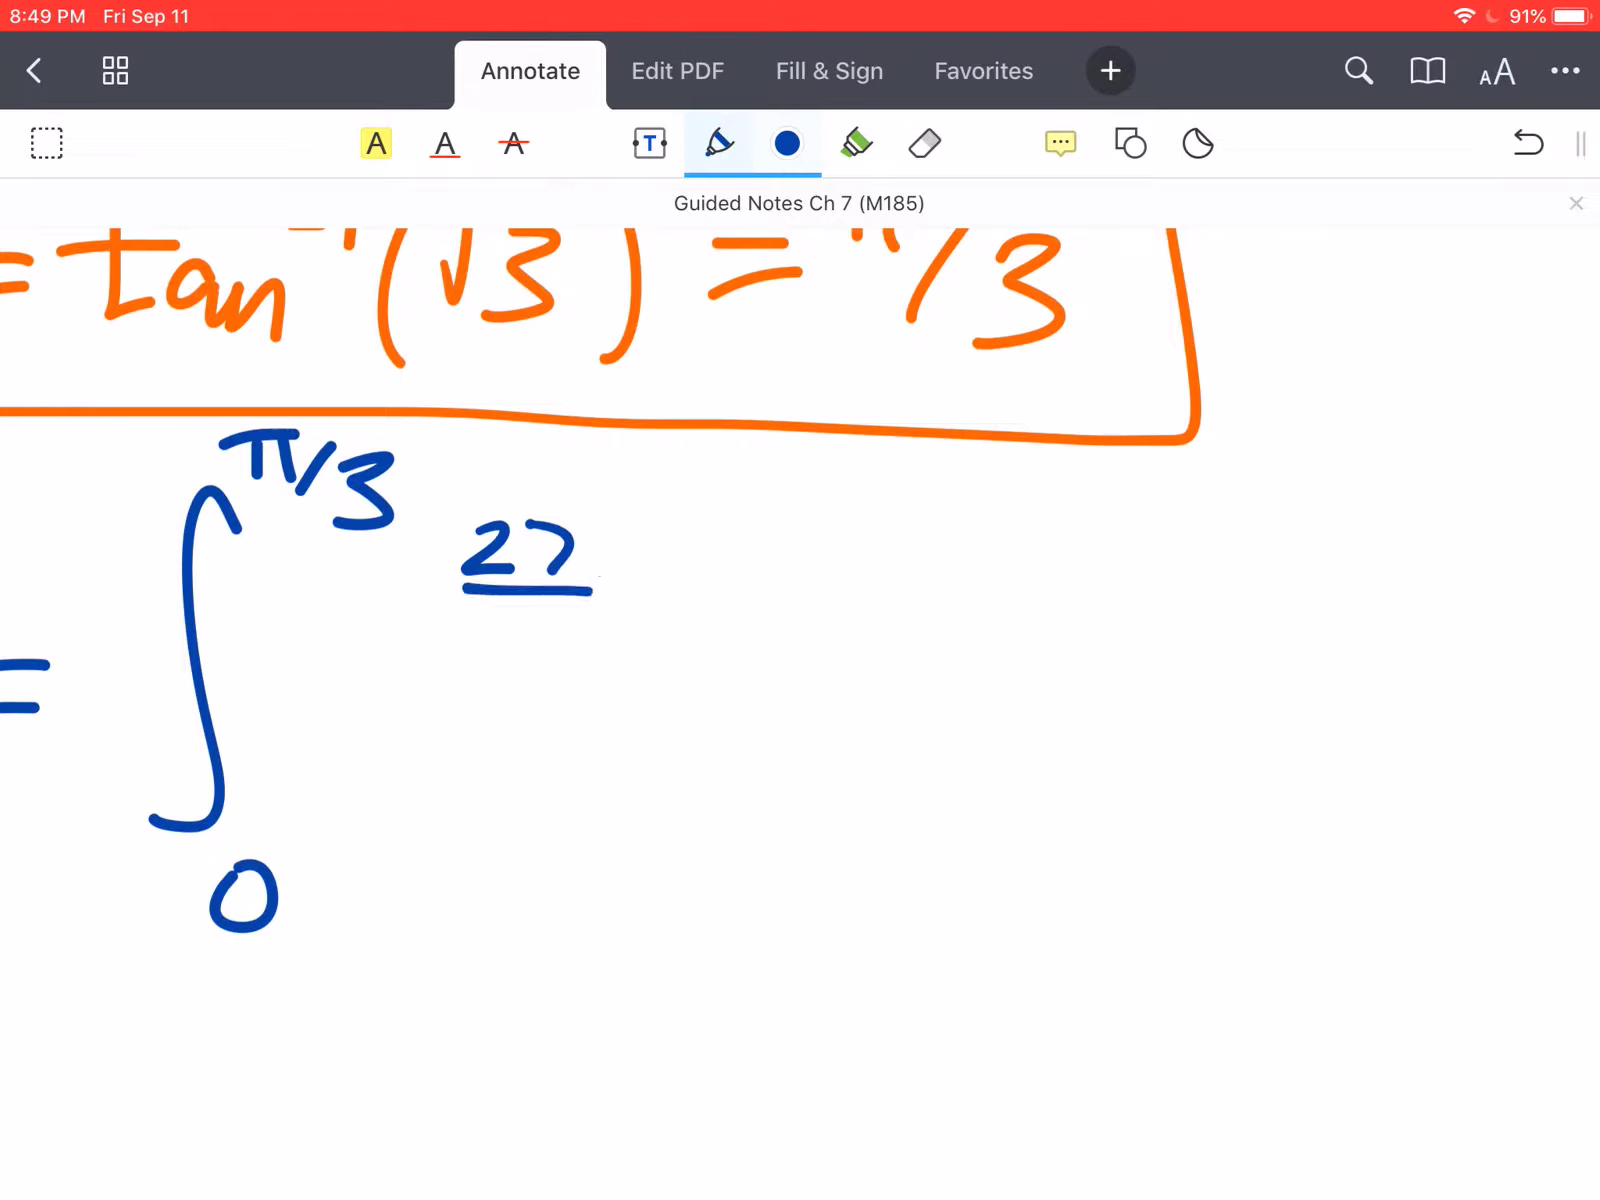 8:49 PM Fri Sep 11 91%
Annotate Edit PDF Fill & Sign Favorites
Guided Notes Ch 7 (M185)
= tan⁻¹(√3) = π/3
= ∫ π/3 27
0